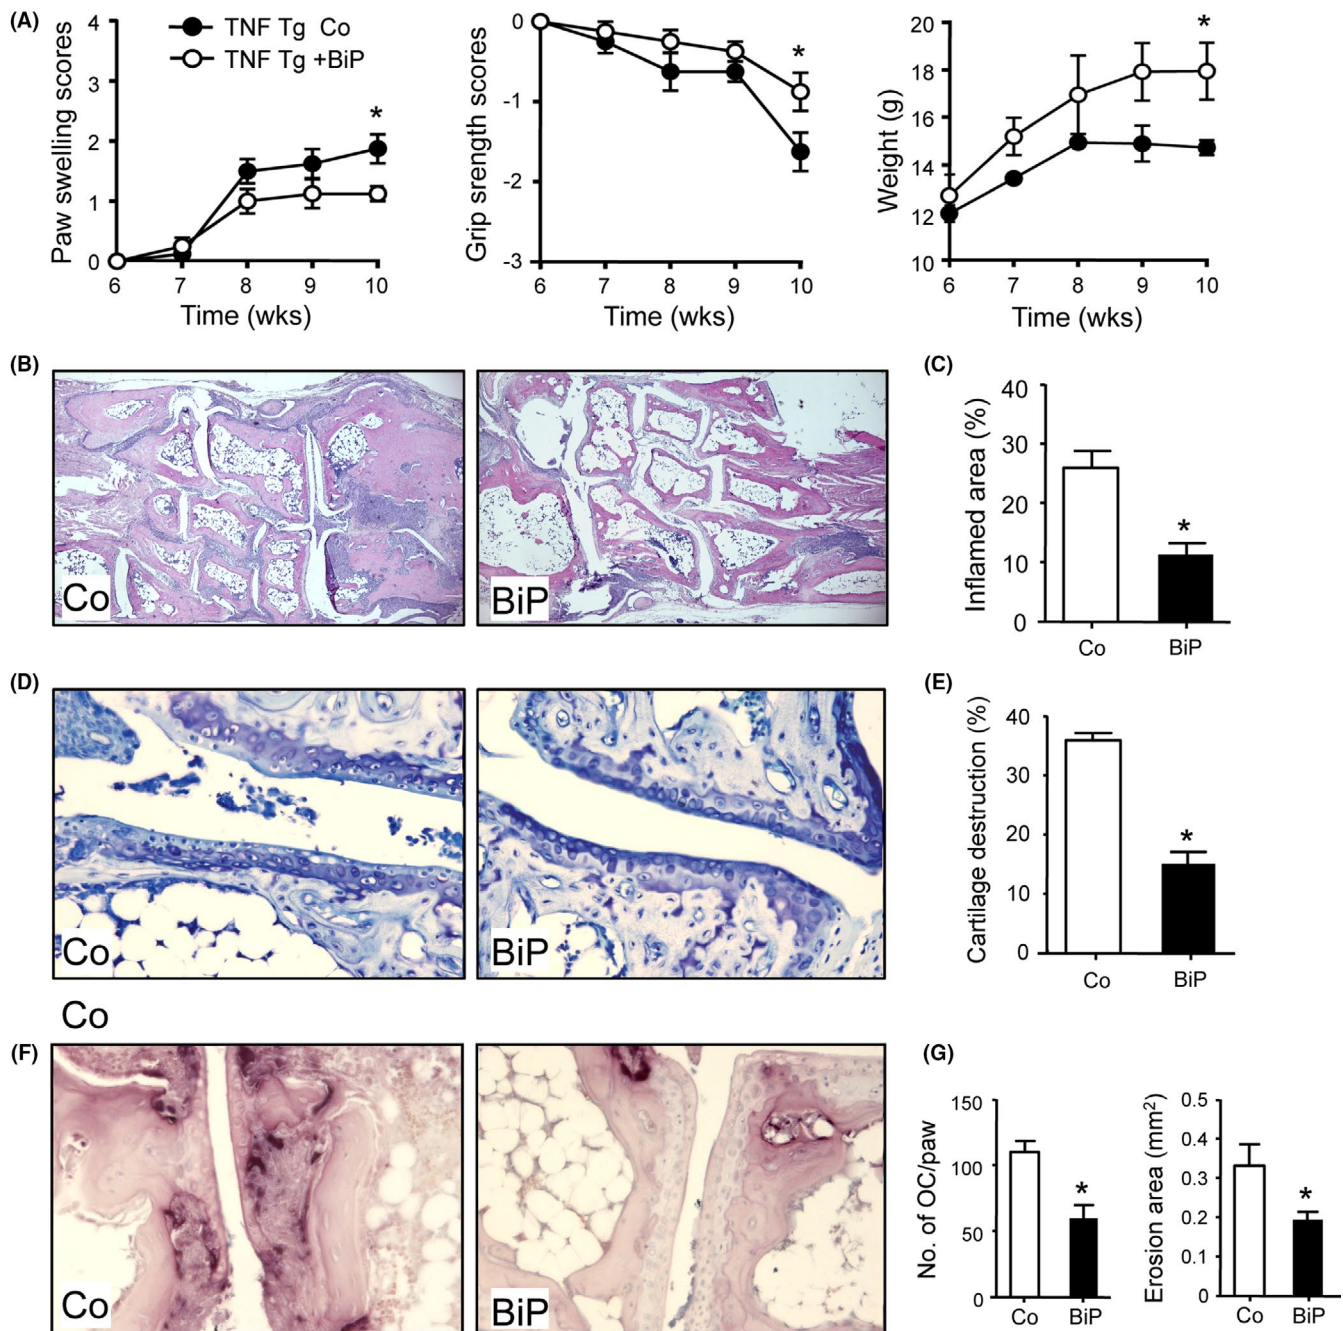 (A)
TNF Tg Co
TNF Tg +BiP
Paw swelling scores
4
3
2
1
0
*
6 7 8 9 10
Time (wks)
Grip srength scores
0
-1
-2
-3
*
6 7 8 9 10
Time (wks)
Weight (g)
20
18
16
14
12
10
*
6 7 8 9 10
Time (wks)
(B)
Co
BiP
(C)
Inflamed area (%)
40
30
20
10
0
*
Co BiP
(D)
Co
BiP
(E)
Cartilage destruction (%)
40
30
20
10
0
*
Co BiP
Co
(F)
Co
BiP
(G)
No. of OC/paw
150
100
50
0
*
Co BiP
Erosion area (mm²)
0.5
0.4
0.3
0.2
0.1
0
*
Co BiP